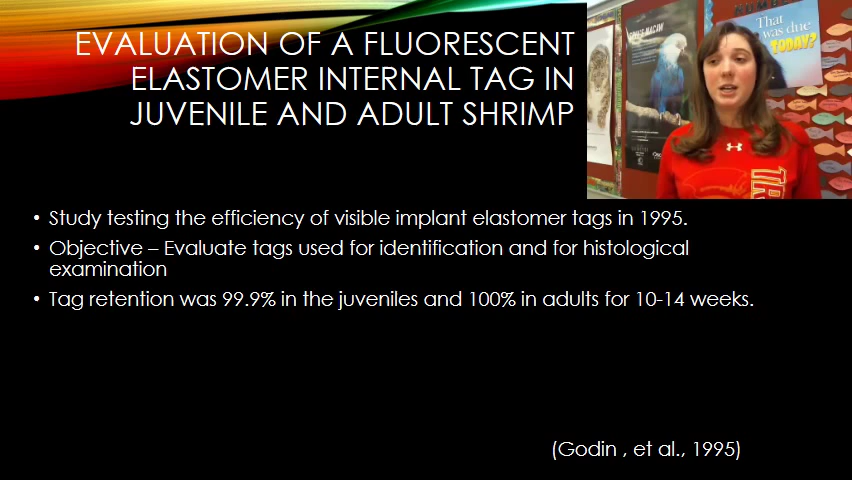 EVALUATION OF A FLUORESCENT
ELASTOMER INTERNAL TAG IN
JUVENILE AND ADULT SHRIMP
That
was due
TODAY?
• Study testing the efficiency of visible implant elastomer tags in 1995.
• Objective – Evaluate tags used for identification and for histological
examination
• Tag retention was 99.9% in the juveniles and 100% in adults for 10-14 weeks.
(Godin , et al., 1995)